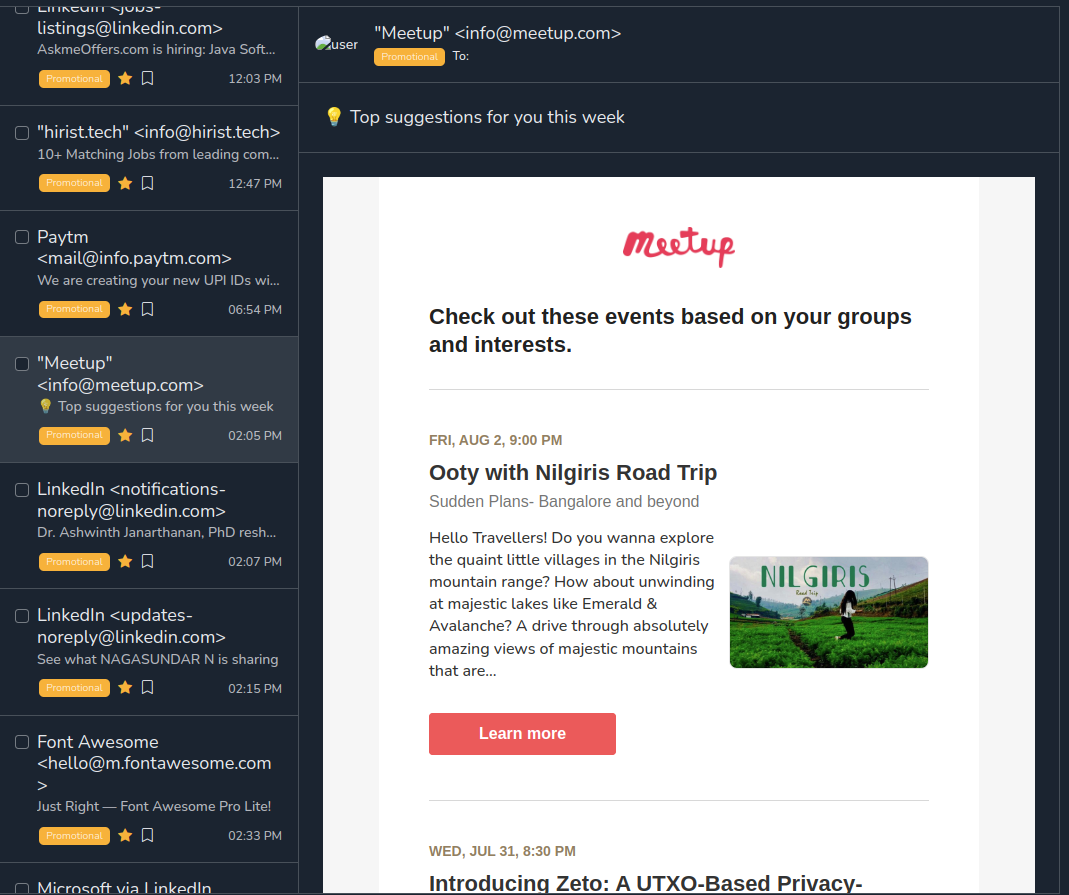 LinkedIn <jobs-
listings@linkedin.com>
AskmeOffers.com is hiring: Java Soft...
Promotional
12:03 PM
"hirist.tech" <info@hirist.tech>
10+ Matching Jobs from leading com...
Promotional
12:47 PM
Paytm
<mail@info.paytm.com>
We are creating your new UPI IDs wi...
Promotional
06:54 PM
"Meetup"
<info@meetup.com>
💡 Top suggestions for you this week
Promotional
02:05 PM
LinkedIn <notifications-
noreply@linkedin.com>
Dr. Ashwinth Janarthanan, PhD resh...
Promotional
02:07 PM
LinkedIn <updates-
noreply@linkedin.com>
See what NAGASUNDAR N is sharing
Promotional
02:15 PM
Font Awesome
<hello@m.fontawesome.com
>
Just Right — Font Awesome Pro Lite!
Promotional
02:33 PM
Microsoft via LinkedIn
user
"Meetup" <info@meetup.com>
Promotional To:
💡 Top suggestions for you this week
meetup
Check out these events based on your groups
and interests.
FRI, AUG 2, 9:00 PM
Ooty with Nilgiris Road Trip
Sudden Plans- Bangalore and beyond
Hello Travellers! Do you wanna explore
the quaint little villages in the Nilgiris
mountain range? How about unwinding
at majestic lakes like Emerald &
Avalanche? A drive through absolutely
amazing views of majestic mountains
that are...
NILGIRIS
Road Trip
Learn more
WED, JUL 31, 8:30 PM
Introducing Zeto: A UTXO-Based Privacy-